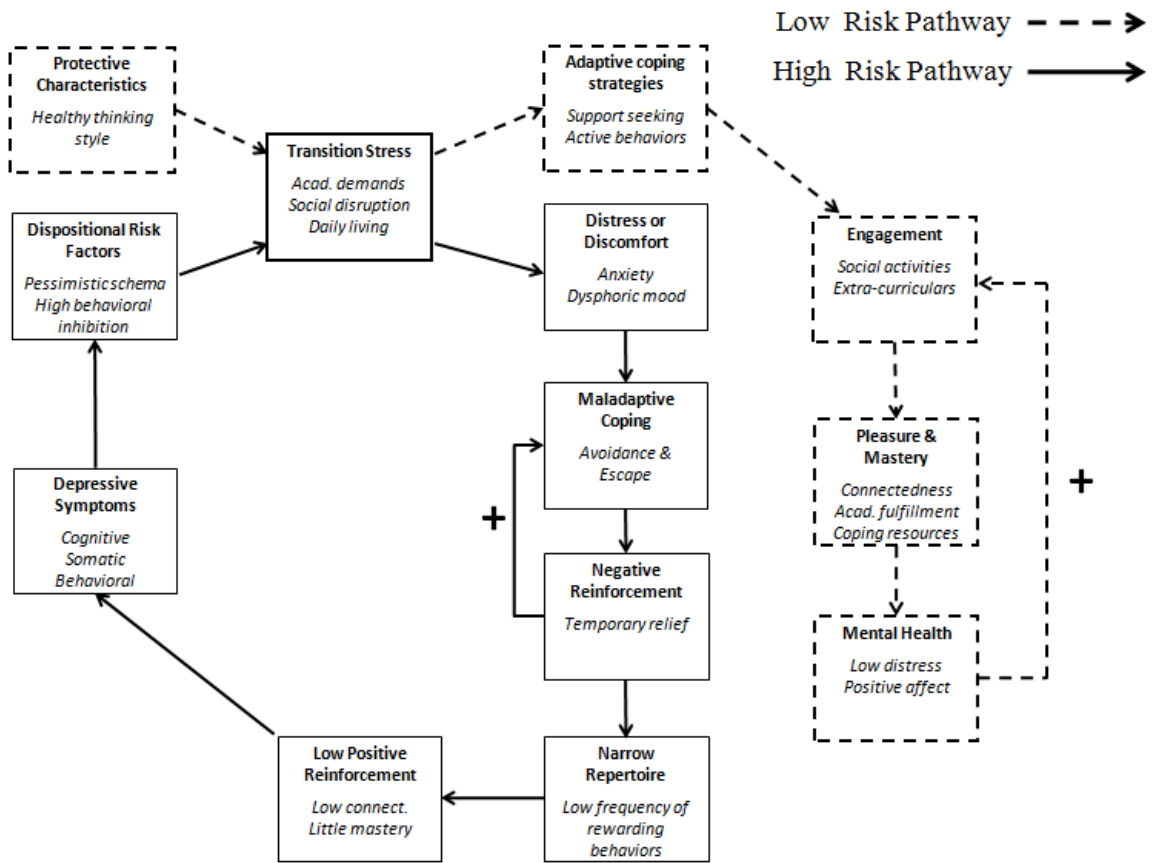 Low Risk Pathway
High Risk Pathway
Protective
Characteristics
Healthy thinking
style
Transition Stress
Acad. demands
Social disruption
Daily living
Adaptive coping
strategies
Support seeking
Active behaviors
Dispositional Risk
Factors
Pessimistic schema
High behavioral
inhibition
Distress or
Discomfort
Anxiety
Dysphoric mood
Engagement
Social activities
Extra-curriculars
Maladaptive
Coping
Avoidance &
Escape
Pleasure &
Mastery
Connectedness
Acad. fulfillment
Coping resources
Depressive
Symptoms
Cognitive
Somatic
Behavioral
+
+
Negative
Reinforcement
Temporary relief
Mental Health
Low distress
Positive affect
Low Positive
Reinforcement
Low connect.
Little mastery
Narrow
Repertoire
Low frequency of
rewarding
behaviors